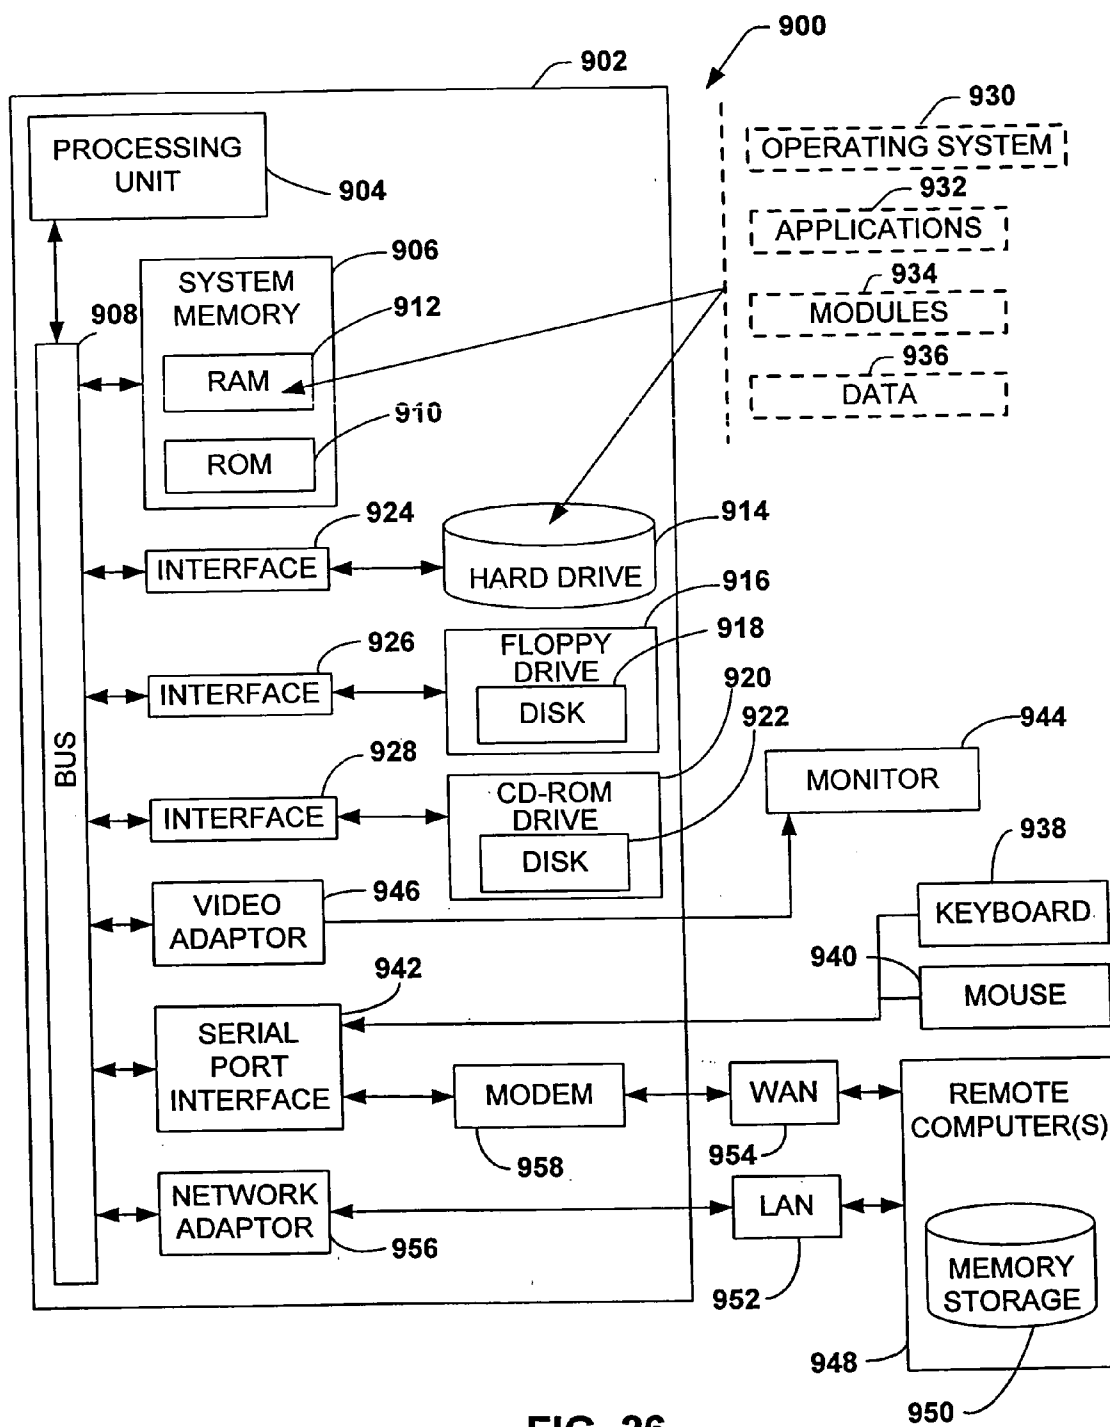 900
902
930
PROCESSING
UNIT
904
OPERATING SYSTEM
932
APPLICATIONS
934
MODULES
936
DATA
906
SYSTEM
MEMORY
908
912
RAM
910
ROM
924
INTERFACE
914
HARD DRIVE
916
926
INTERFACE
FLOPPY
DRIVE
918
DISK
920
922
928
INTERFACE
CD-ROM
DRIVE
DISK
BUS
944
MONITOR
946
VIDEO
ADAPTOR
938
KEYBOARD
940
MOUSE
942
SERIAL
PORT
INTERFACE
MODEM
958
WAN
954
REMOTE
COMPUTER(S)
NETWORK
ADAPTOR
956
LAN
952
MEMORY
STORAGE
948
950
FIG. 26